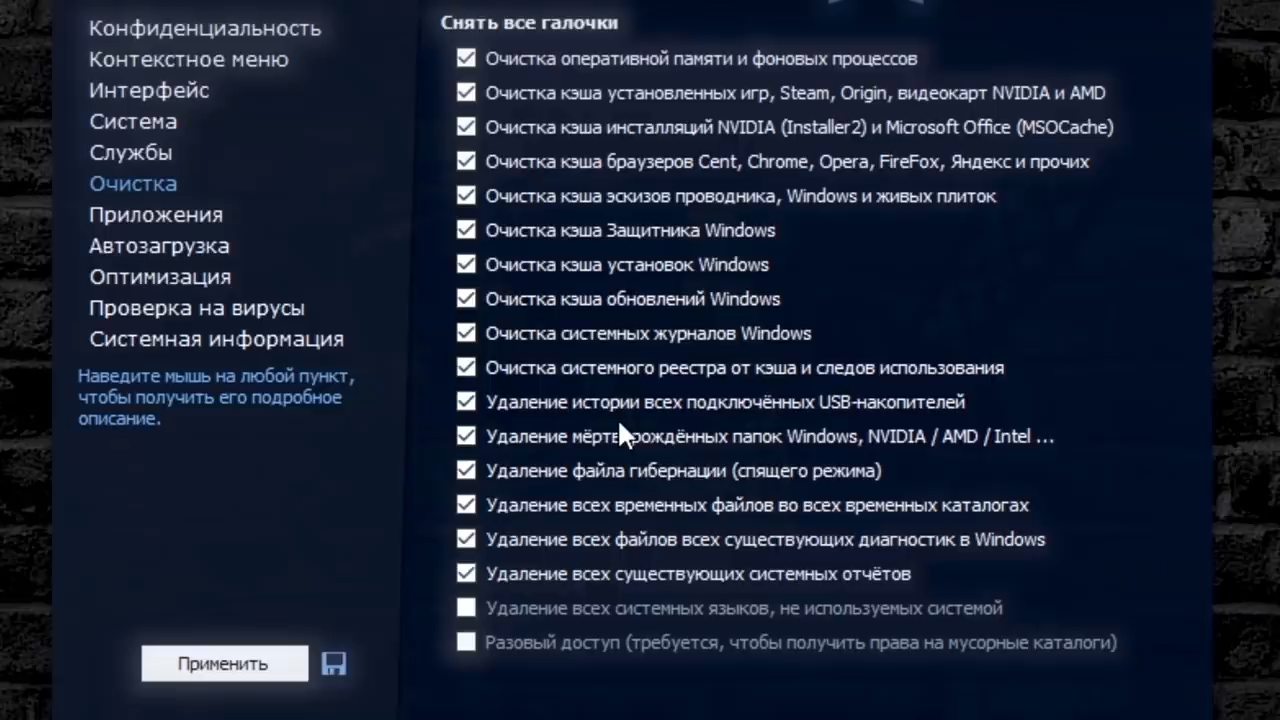 Конфиденциальность
Контекстное меню
Интерфейс
Система
Службы
Очистка
Приложения
Автозагрузка
Оптимизация
Проверка на вирусы
Системная информация
Наведите мышь на любой пункт,
чтобы получить его подробное
описание.
Применить
Снять все галочки
Очистка оперативной памяти и фоновых процессов
Очистка кэша установленных игр, Steam, Origin, видеокарт NVIDIA и AMD
Очистка кэша инсталляций NVIDIA (Installer2) и Microsoft Office (MSOCache)
Очистка кэша браузеров Cent, Chrome, Opera, FireFox, Яндекс и прочих
Очистка кэша эскизов проводника, Windows и живых плиток
Очистка кэша Защитника Windows
Очистка кэша установок Windows
Очистка кэша обновлений Windows
Очистка системных журналов Windows
Очистка системного реестра от кэша и следов использования
Удаление истории всех подключённых USB-накопителей
Удаление мёртворождённых папок Windows, NVIDIA / AMD / Intel ...
Удаление файла гибернации (спящего режима)
Удаление всех временных файлов во всех временных каталогах
Удаление всех файлов всех существующих диагностик в Windows
Удаление всех существующих системных отчётов
Удаление всех системных языков, не используемых системой
Разовый доступ (требуется, чтобы получить права на мусорные каталоги)